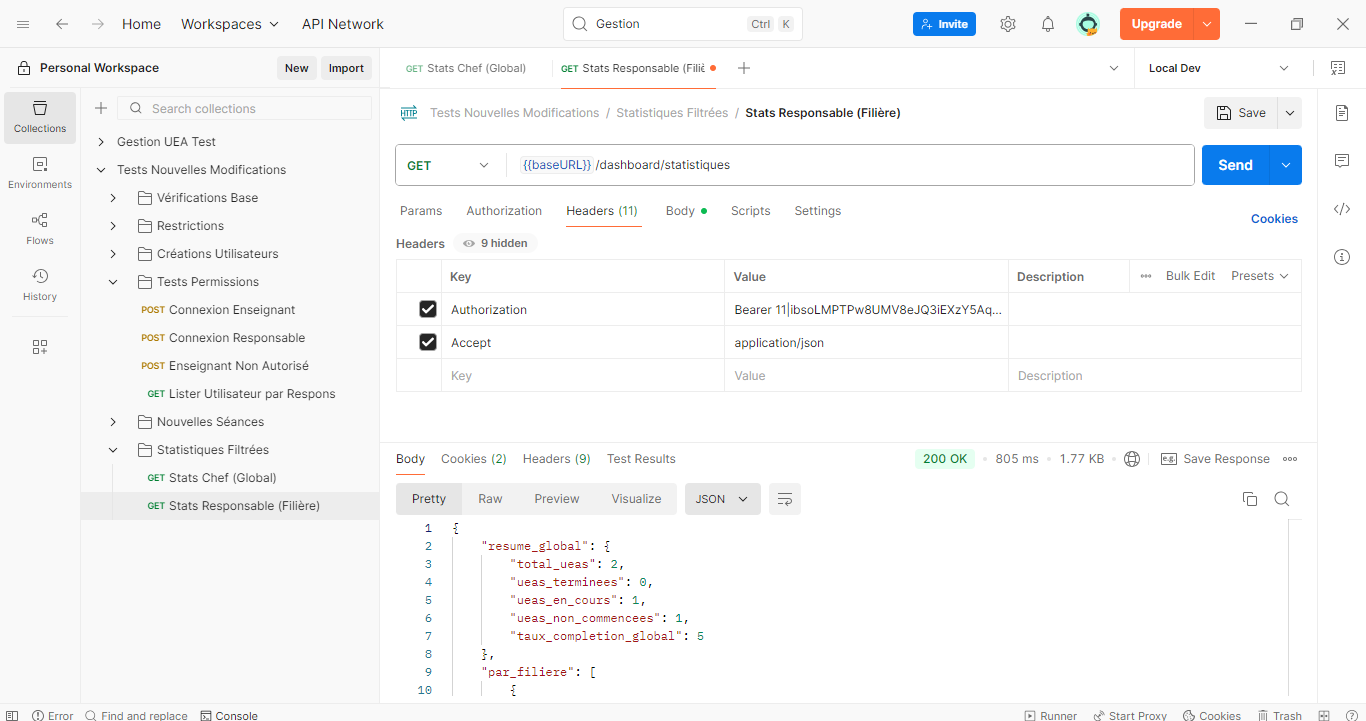 Home Workspaces API Network Gestion Ctrl K Invite Upgrade
Personal Workspace New Import GET Stats Chef (Global) GET Stats Responsable (Filiè Local Dev
Search collections
Collections
Environments
Flows
History
Gestion UEA Test
Tests Nouvelles Modifications
Vérifications Base
Restrictions
Créations Utilisateurs
Tests Permissions
POST Connexion Enseignant
POST Connexion Responsable
POST Enseignant Non Autorisé
GET Lister Utilisateur par Respons
Nouvelles Séances
Statistiques Filtrées
GET Stats Chef (Global)
GET Stats Responsable (Filière)
HTTP Tests Nouvelles Modifications / Statistiques Filtrées / Stats Responsable (Filière) Save
GET {{baseURL}} /dashboard/statistiques Send
Params Authorization Headers (11) Body Scripts Settings Cookies
Headers 9 hidden
Key Value Description Bulk Edit Presets
Authorization Bearer 11|ibsoLMPTPw8UMV8eJQ3iEXzY5Aq...
Accept application/json
Key Value Description
Body Cookies (2) Headers (9) Test Results 200 OK 805 ms 1.77 KB e.g. Save Response
Pretty Raw Preview Visualize JSON
1 {
2 "resume_global": {
3 "total_ueas": 2,
4 "ueas_terminees": 0,
5 "ueas_en_cours": 1,
6 "ueas_non_commencees": 1,
7 "taux_completion_global": 5
8 },
9 "par_filiere": [
10 {
Error Find and replace Console Runner Start Proxy Cookies Trash